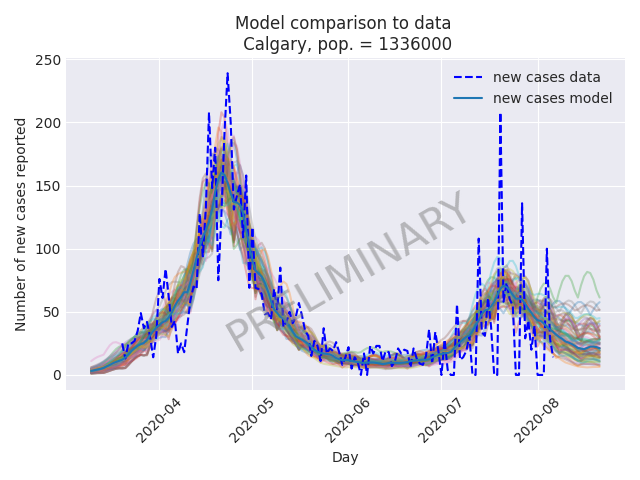 Model comparison to data
Calgary, pop. = 1336000
250
200
150
100
50
0
Number of new cases reported
new cases data
new cases model
PRELIMINARY
2020-04
2020-05
2020-06
2020-07
2020-08
Day